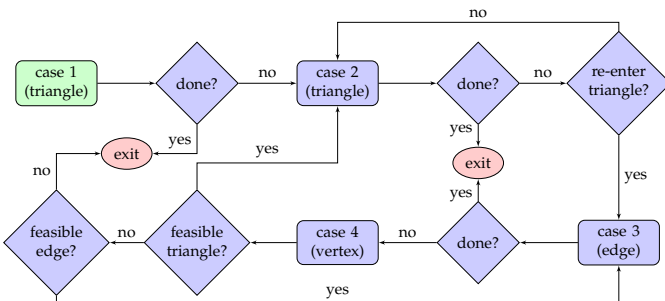 no
case 1
(triangle)
done?
no
case 2
(triangle)
done?
no
re-enter
triangle?
yes
exit
yes
yes
exit
no
yes
yes
feasible
edge?
no
feasible
triangle?
case 4
(vertex)
no
done?
case 3
(edge)
yes